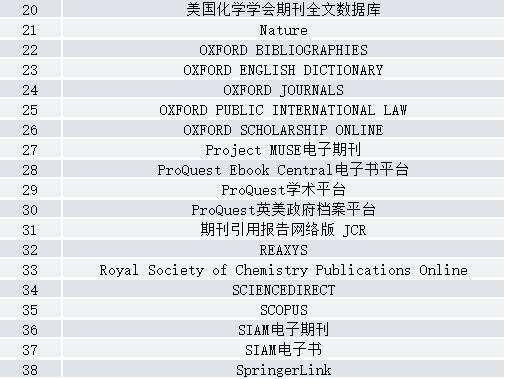 20 美国化学学会期刊全文数据库
21 Nature
22 OXFORD BIBLIOGRAPHIES
23 OXFORD ENGLISH DICTIONARY
24 OXFORD JOURNALS
25 OXFORD PUBLIC INTERNATIONAL LAW
26 OXFORD SCHOLARSHIP ONLINE
27 Project MUSE电子期刊
28 ProQuest Ebook Central电子书平台
29 ProQuest学术平台
30 ProQuest英美政府档案平台
31 期刊引用报告网络版 JCR
32 REAXYS
33 Royal Society of Chemistry Publications Online
34 SCIENCEDIRECT
35 SCOPUS
36 SIAM电子期刊
37 SIAM电子书
38 SpringerLink